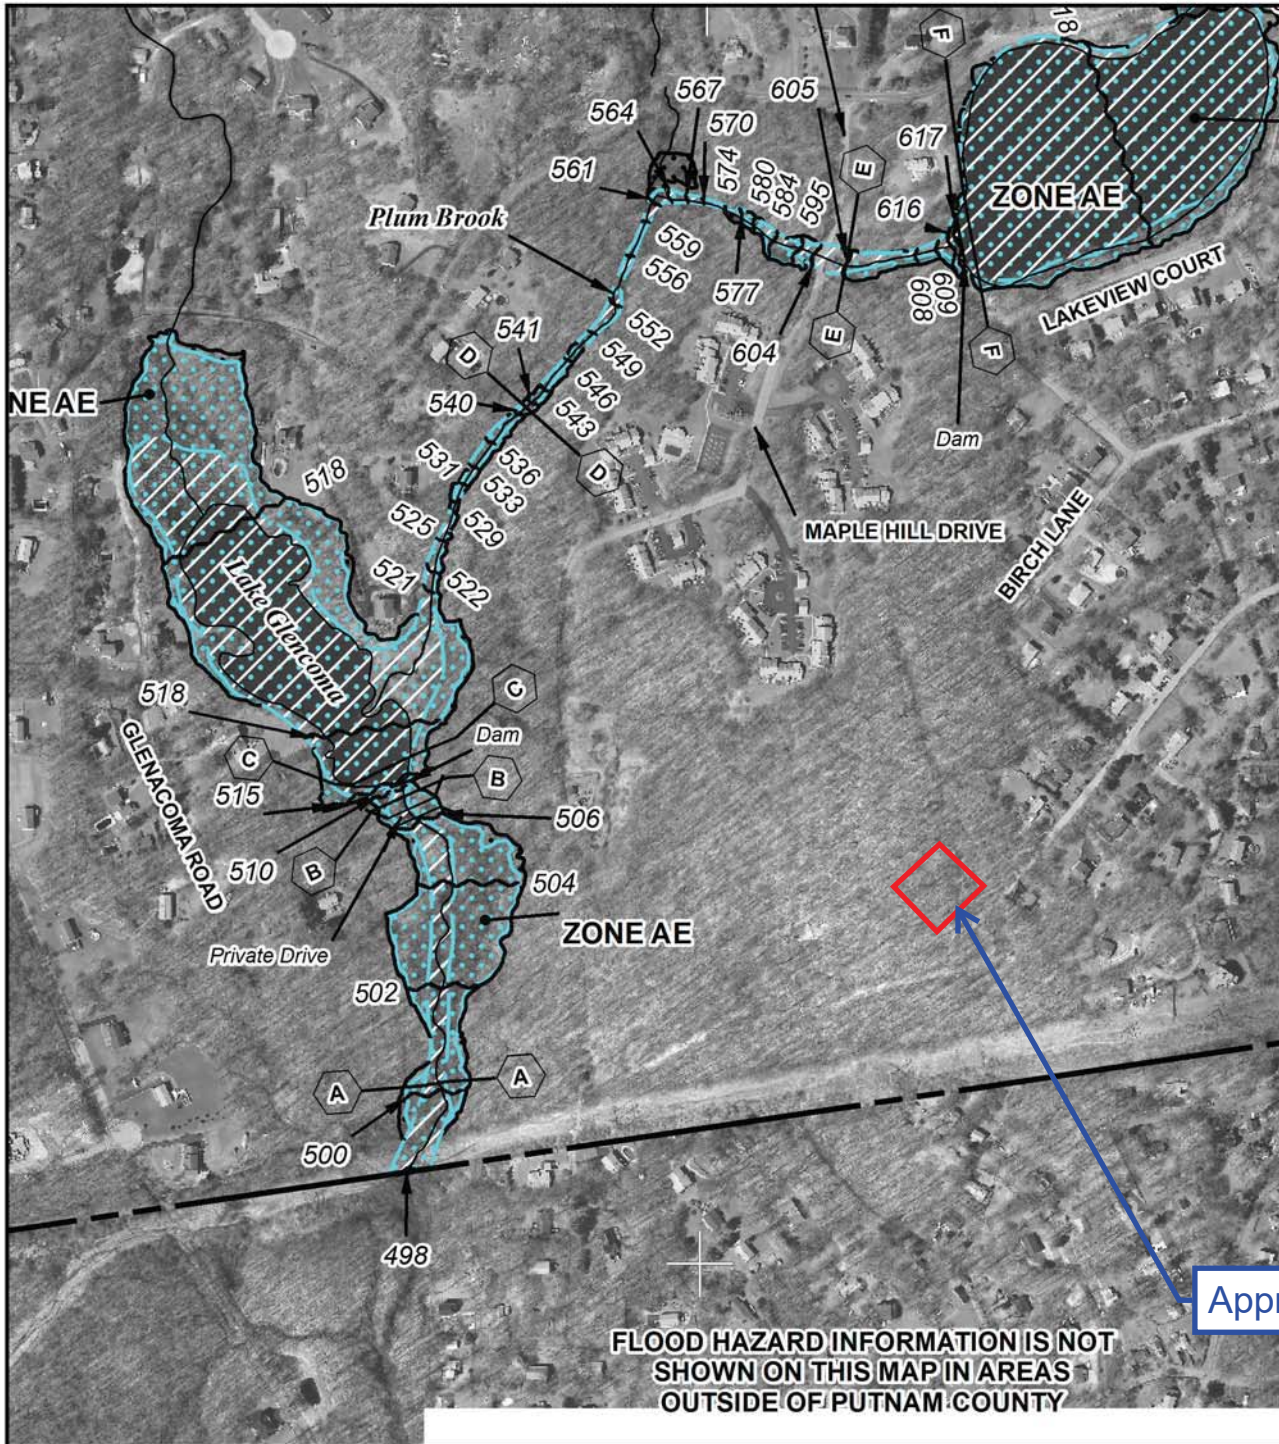 18
F
605
567
564
570
617
574
580
584
595
E
561
616
ZONE AE
Plum Brook
559
556
577
608
609
LAKEVIEW COURT
552
541
549
604
E
F
D
546
NE AE
540
543
Dam
536
518
531
D
533
525
529
MAPLE HILL DRIVE
BIRCH LANE
521
522
Lake Glencoma
518
C
Dam
GLENACOMA ROAD
C
B
515
506
510
B
504
ZONE AE
Private Drive
502
A
A
500
498
Appr
FLOOD HAZARD INFORMATION IS NOT
SHOWN ON THIS MAP IN AREAS
OUTSIDE OF PUTNAM COUNTY